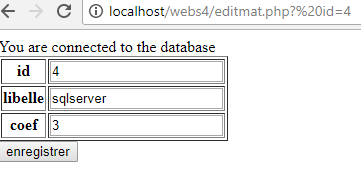 localhost/webs4/editmat.php?%20id=4
You are connected to the database
id 4
libelle sqlserver
coef 3
enregistrer